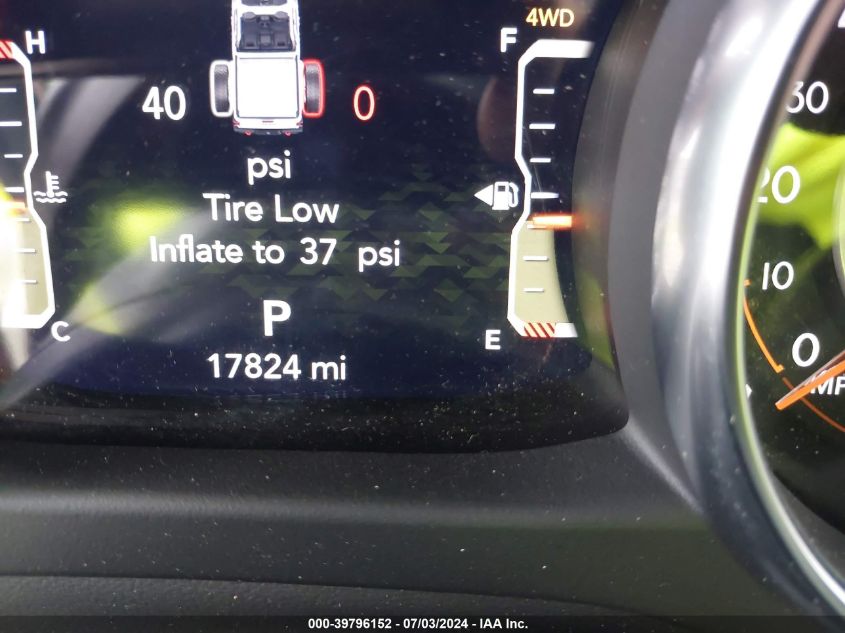 4WD
H F
40 0
psi
Tire Low
Inflate to 37 psi
P
C E
17824 mi
30
20
10
0
000-39796152 - 07/03/2024 - IAA Inc.